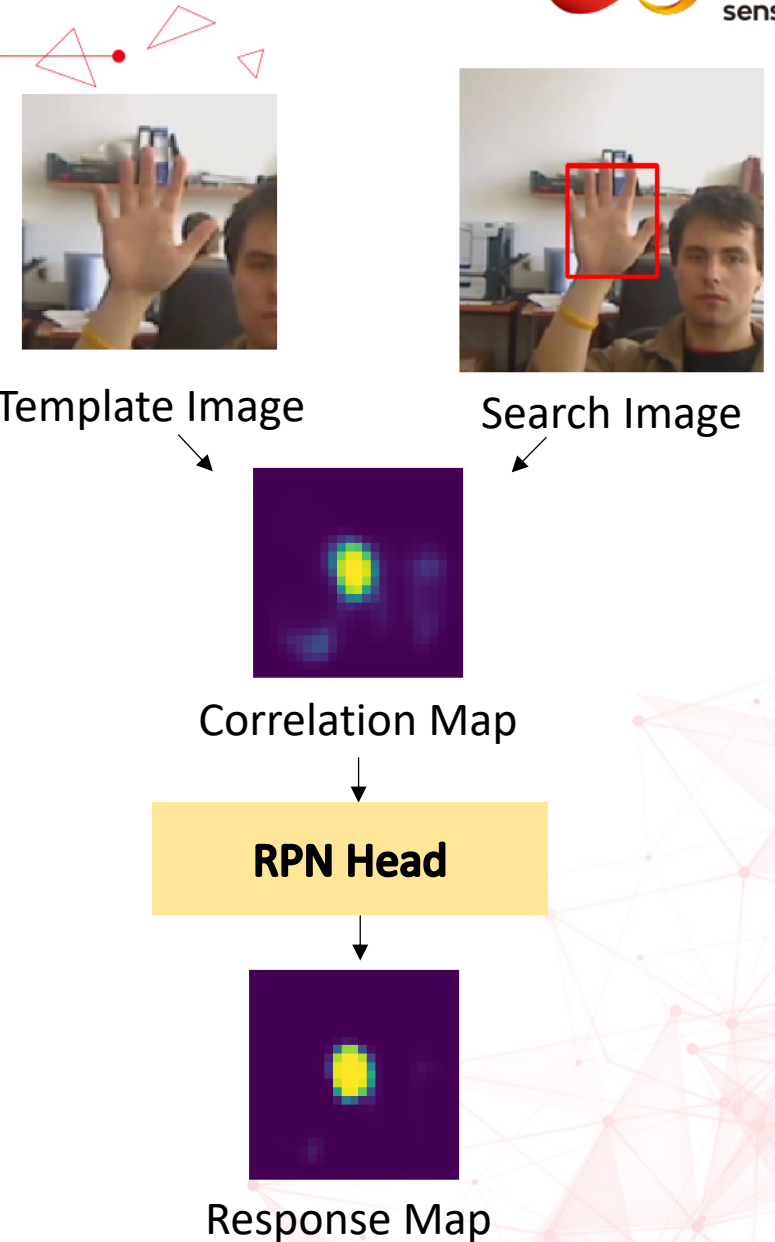 Template Image
Search Image
Correlation Map
RPN Head
Response Map